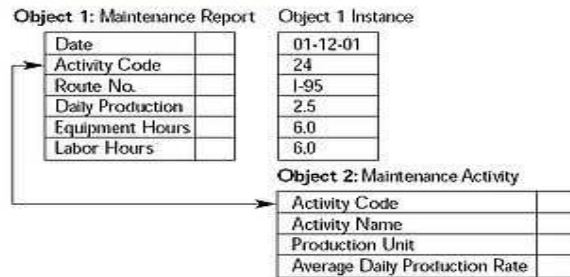 Object 1: Maintenance Report Object 1 Instance
Date 01-12-01
Activity Code 24
Route No. I-95
Daily Production 2.5
Equipment Hours 6.0
Labor Hours 6.0
Object 2: Maintenance Activity
Activity Code
Activity Name
Production Unit
Average Daily Production Rate